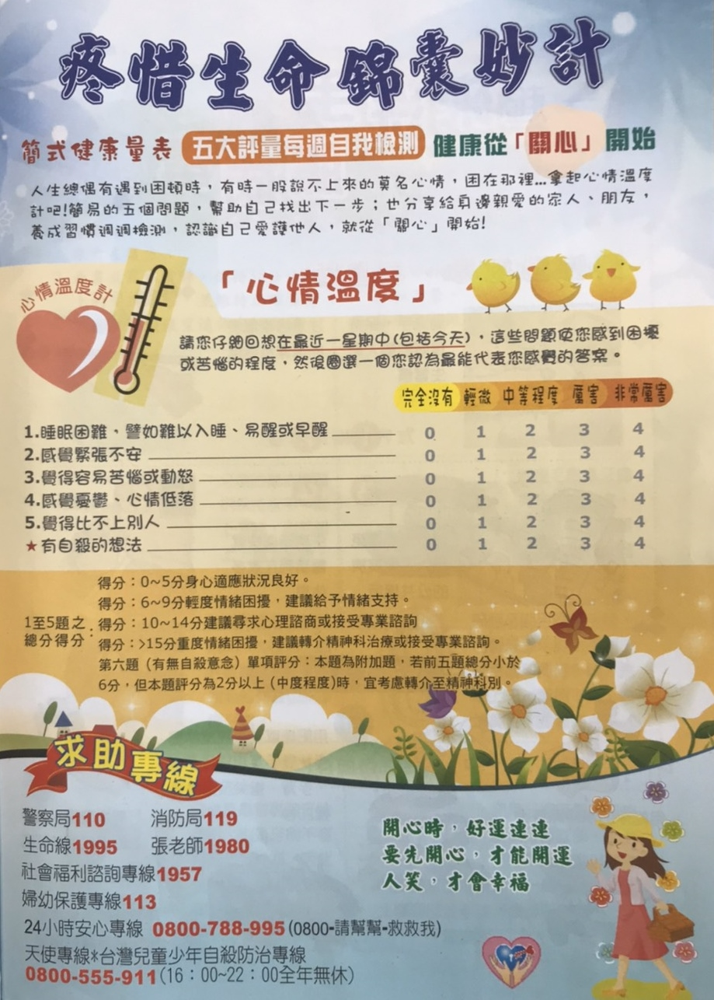 疼惜生命錦囊妙計
簡式健康量表 五大評量每週自我檢測 健康從「關心」開始
人生總偶有遇到困頓時，有時一股說不上來的莫名心情，困在那裡...拿起心情溫度
計吧!簡易的五個問題，幫助自己找出下一步；也分享給身邊親愛的家人、朋友，
養成習慣週週檢測，認識自己愛護他人，就從「關心」開始!
心情溫度計
「心情溫度」
請您仔細回想在最近一星期中(包括今天)，這些問題使您感到困擾
或苦惱的程度，然後圈選一個您認為最能代表您感覺的答案。
完全沒有 輕微 中等程度 厲害 非常厲害
1.睡眠困難，譬如難以入睡、易醒或早醒 0 1 2 3 4
2.感覺緊張不安 0 1 2 3 4
3.覺得容易苦惱或動怒 0 1 2 3 4
4.感覺憂鬱、心情低落 0 1 2 3 4
5.覺得比不上別人 0 1 2 3 4
★有自殺的想法 0 1 2 3 4
1至5題之
總分得分：
得分：0~5分身心適應狀況良好。
得分：6~9分輕度情緒困擾，建議給予情緒支持。
得分：10~14分建議尋求心理諮商或接受專業諮詢
得分：>15分重度情緒困擾，建議轉介精神科治療或接受專業諮詢。
第六題（有無自殺意念）單項評分：本題為附加題，若前五題總分小於
6分，但本題評分為2分以上（中度程度)時，宜考慮轉介至精神科別。
求助專線
警察局110 消防局119
生命線1995 張老師1980
社會福利諮詢專線1957
婦幼保護專線113
24小時安心專線 0800-788-995(0800-請幫幫-救救我)
天使專線*台灣兒童少年自殺防治專線
0800-555-911(16：00~22：00全年無休)
開心時，好運連連
要先開心，才能開運
人笑，才會幸福